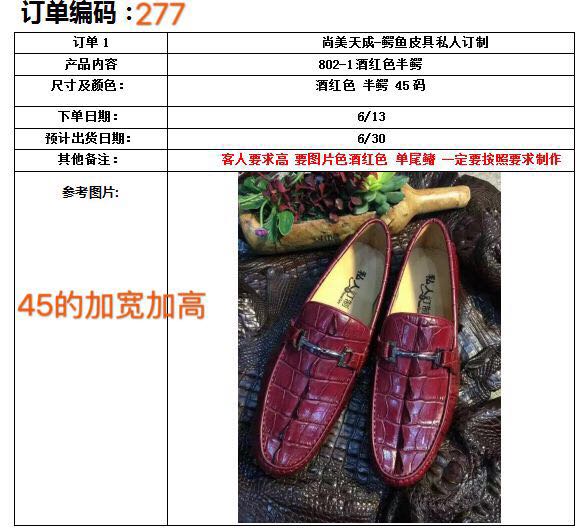 订单编码：277
订单1 尚美天成-鳄鱼皮具私人订制
产品内容 802-1酒红色半鳄
尺寸及颜色： 酒红色 半鳄 45码
下单日期： 6/13
预计出货日期： 6/30
其他备注： 客人要求高 要图片色酒红色 单尾鳍 一定要按照要求制作
参考图片:
45的加宽加高
私人订制
私人订制